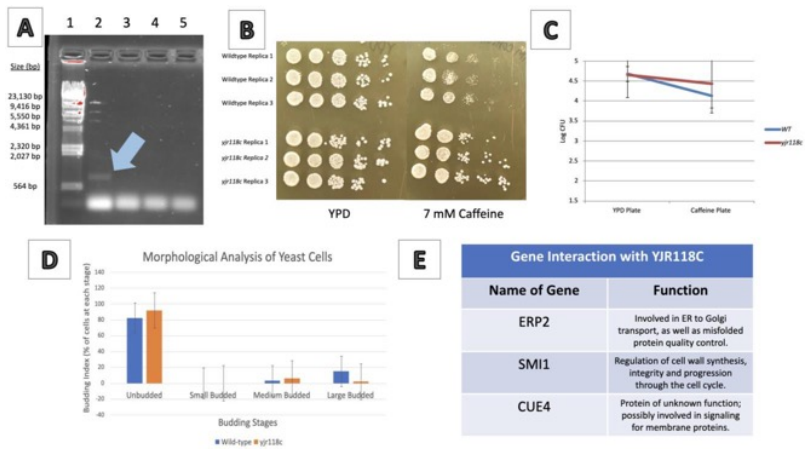 A
1 2 3 4 5
Size (bp)
23,130 bp
9,416 bp
5,550 bp
4,361 bp
2,320 bp
2,027 bp
564 bp
B
Wildtype Replica 1
Wildtype Replica 2
Wildtype Replica 3
yjr118c Replica 1
yjr118c Replica 2
yjr118c Replica 3
YPD
7 mM Caffeine
C
5
4.5
4
3.5
3
2.5
2
1.5
Log CFU
YPD Plate
Caffeine Plate
WT
yjr118c
D
Morphological Analysis of Yeast Cells
Budding Index (% of cells at each stage)
140
120
100
80
60
40
20
0
-20
-40
Unbudded
Small Budded
Medium Budded
Large Budded
Budding Stages
Wild-type
yjr118c
E
Gene Interaction with YJR118C
Name of Gene
Function
ERP2
Involved in ER to Golgi
transport, as well as misfolded
protein quality control.
SMI1
Regulation of cell wall synthesis,
integrity and progression
through the cell cycle.
CUE4
Protein of unknown function;
possibly involved in signaling
for membrane proteins.